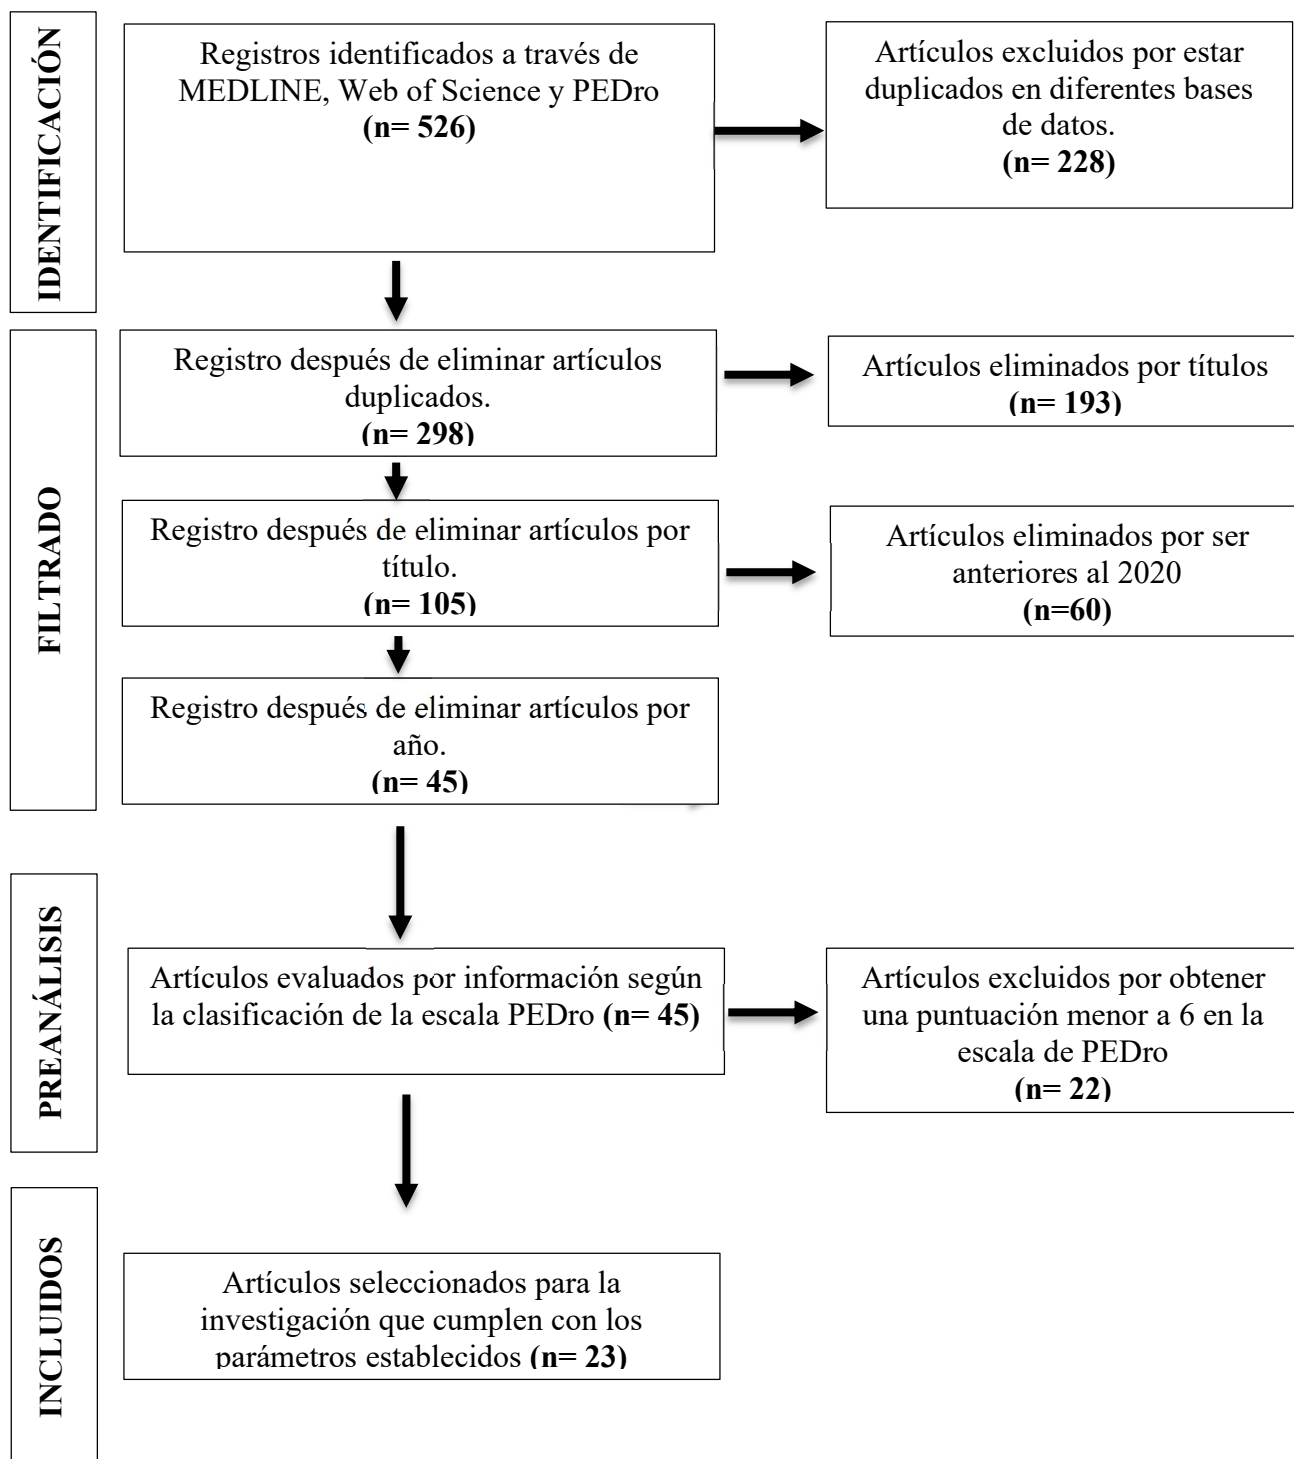 IDENTIFICACIÓN
Registros identificados a través de
MEDLINE, Web of Science y PEDro
(n= 526)
Artículos excluidos por estar
duplicados en diferentes bases
de datos.
(n= 228)
FILTRADO
Registro después de eliminar artículos
duplicados.
(n= 298)
Artículos eliminados por títulos
(n= 193)
Registro después de eliminar artículos por
título.
(n= 105)
Artículos eliminados por ser
anteriores al 2020
(n=60)
Registro después de eliminar artículos por
año.
(n= 45)
PREANÁLISIS
Artículos evaluados por información según
la clasificación de la escala PEDro (n= 45)
Artículos excluidos por obtener
una puntuación menor a 6 en la
escala de PEDro
(n= 22)
INCLUIDOS
Artículos seleccionados para la
investigación que cumplen con los
parámetros establecidos (n= 23)